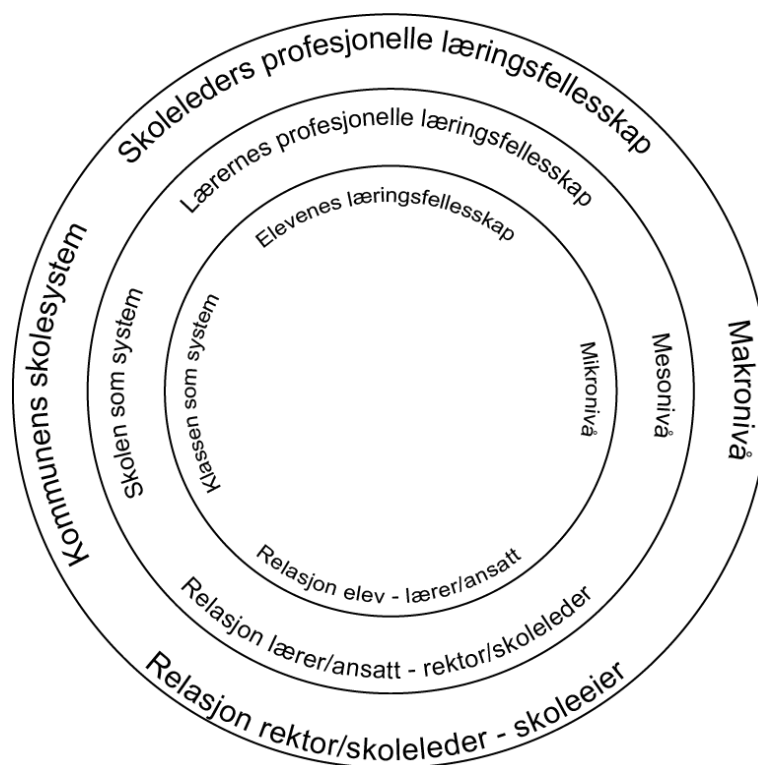 Skoleleders profesjonelle læringsfellesskap
Kommunens skolesystem
Makronivå
Relasjon rektor/skoleleder - skoleeier
Lærernes profesjonelle læringsfellesskap
Skolen som system
Mesonivå
Relasjon lærer/ansatt - rektor/skoleleder
Elevenes læringsfellesskap
Klassen som system
Mikronivå
Relasjon elev - lærer/ansatt